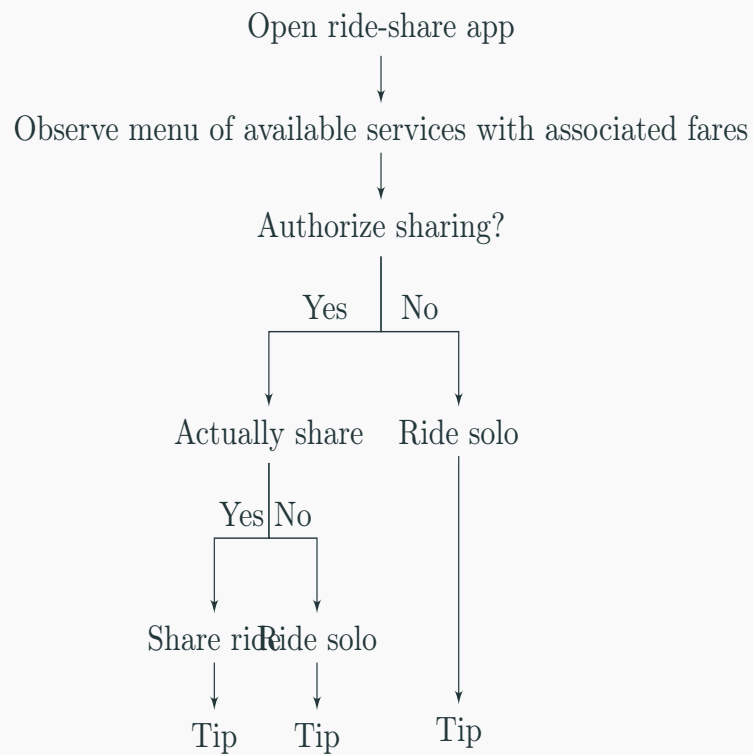 Open ride-share app
Observe menu of available services with associated fares
Authorize sharing?
Yes No
Actually share Ride solo
Yes No
Share ride Ride solo
Tip Tip Tip